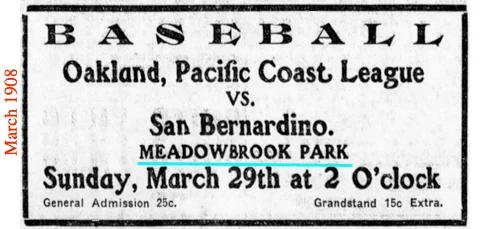 March 1908
BASEBALL
Oakland, Pacific Coast League
VS.
San Bernardino.
MEADOWBROOK PARK
Sunday, March 29th at 2 O'clock
General Admission 25c. Grandstand 15c Extra.